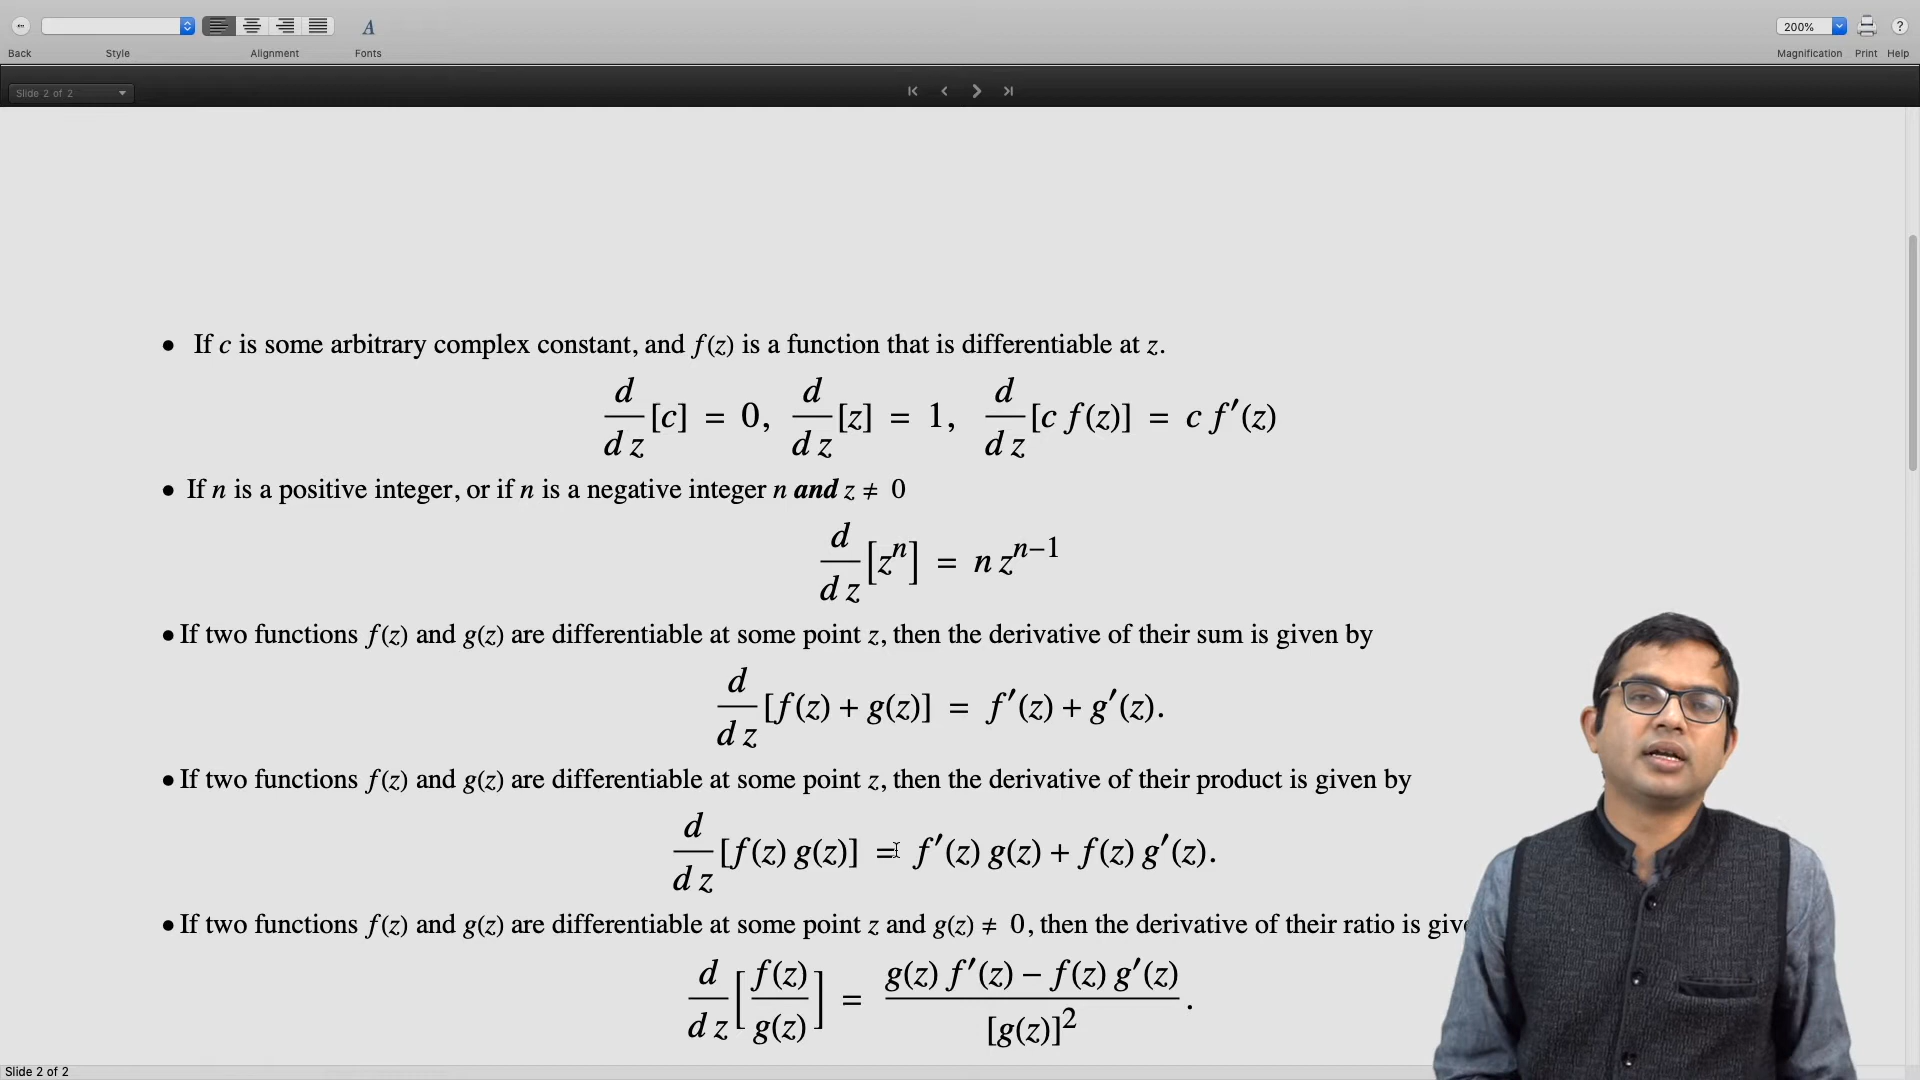 200%
Back Style Alignment Fonts Magnification Print Help
Slide 2 of 2
• If c is some arbitrary complex constant, and f(z) is a function that is differentiable at z.
d/dz [c] = 0, d/dz [z] = 1, d/dz [c f(z)] = c f′(z)
• If n is a positive integer, or if n is a negative integer n and z ≠ 0
d/dz [zⁿ] = n zⁿ⁻¹
• If two functions f(z) and g(z) are differentiable at some point z, then the derivative of their sum is given by
d/dz [f(z) + g(z)] = f′(z) + g′(z).
• If two functions f(z) and g(z) are differentiable at some point z, then the derivative of their product is given by
d/dz [f(z) g(z)] = f′(z) g(z) + f(z) g′(z).
• If two functions f(z) and g(z) are differentiable at some point z and g(z) ≠ 0, then the derivative of their ratio is
d/dz [f(z)/g(z)] = (g(z) f′(z) − f(z) g′(z))/[g(z)]².
Slide 2 of 2